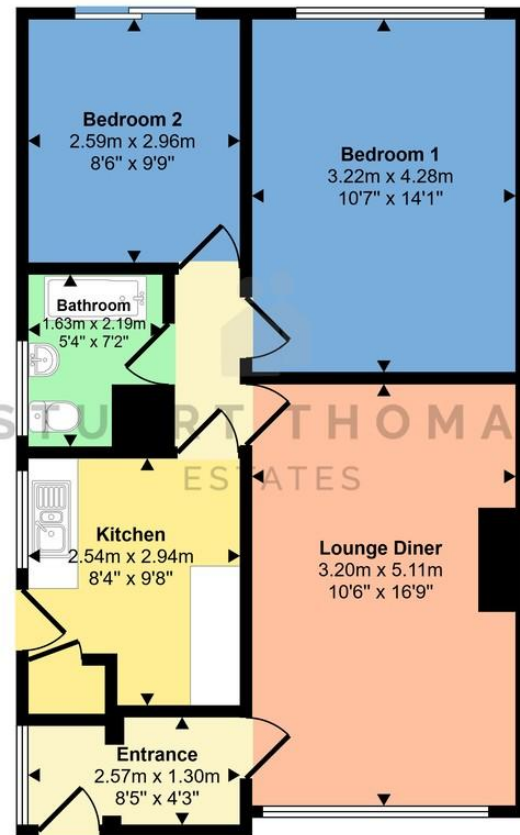 Bedroom 2
2.59m x 2.96m
8'6" x 9'9"
Bedroom 1
3.22m x 4.28m
10'7" x 14'1"
Bathroom
1.63m x 2.19m
5'4" x 7'2"
STUART THOMA
ESTATES
Kitchen
2.54m x 2.94m
8'4" x 9'8"
Lounge Diner
3.20m x 5.11m
10'6" x 16'9"
Entrance
2.57m x 1.30m
8'5" x 4'3"